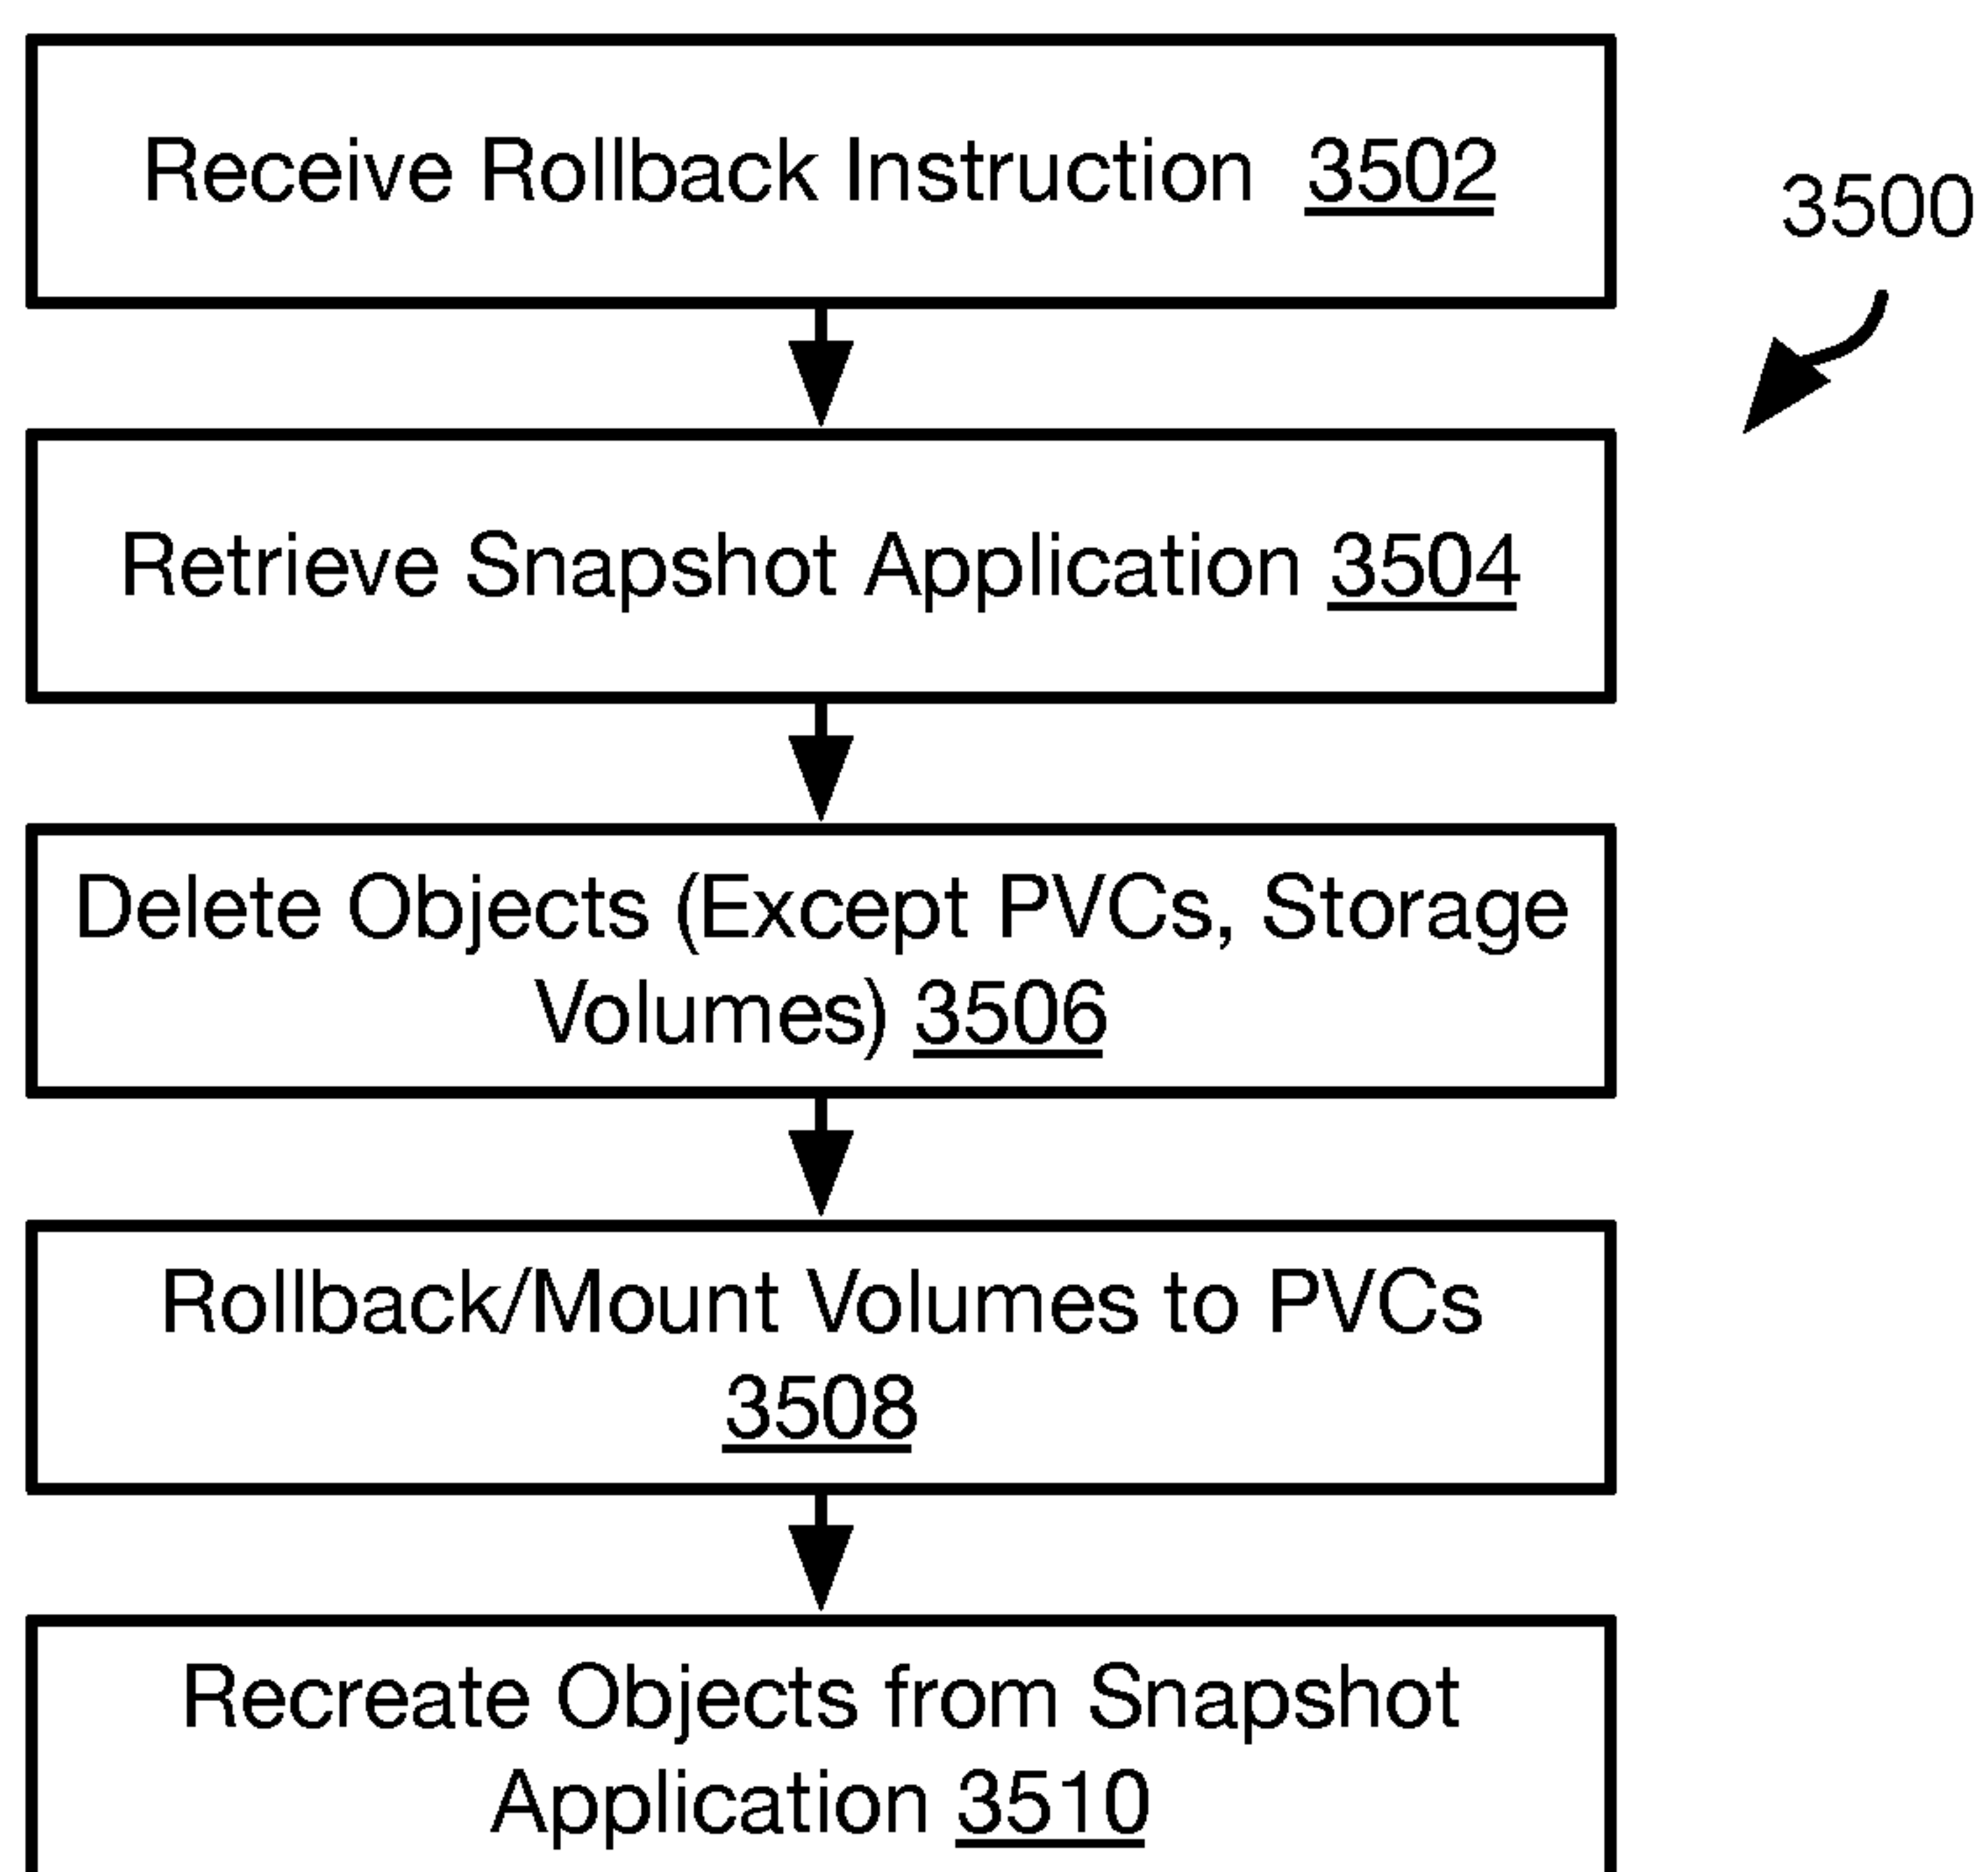 Receive Rollback Instruction 3502
3500
Retrieve Snapshot Application 3504
Delete Objects (Except PVCs, Storage
Volumes) 3506
Rollback/Mount Volumes to PVCs
3508
Recreate Objects from Snapshot
Application 3510